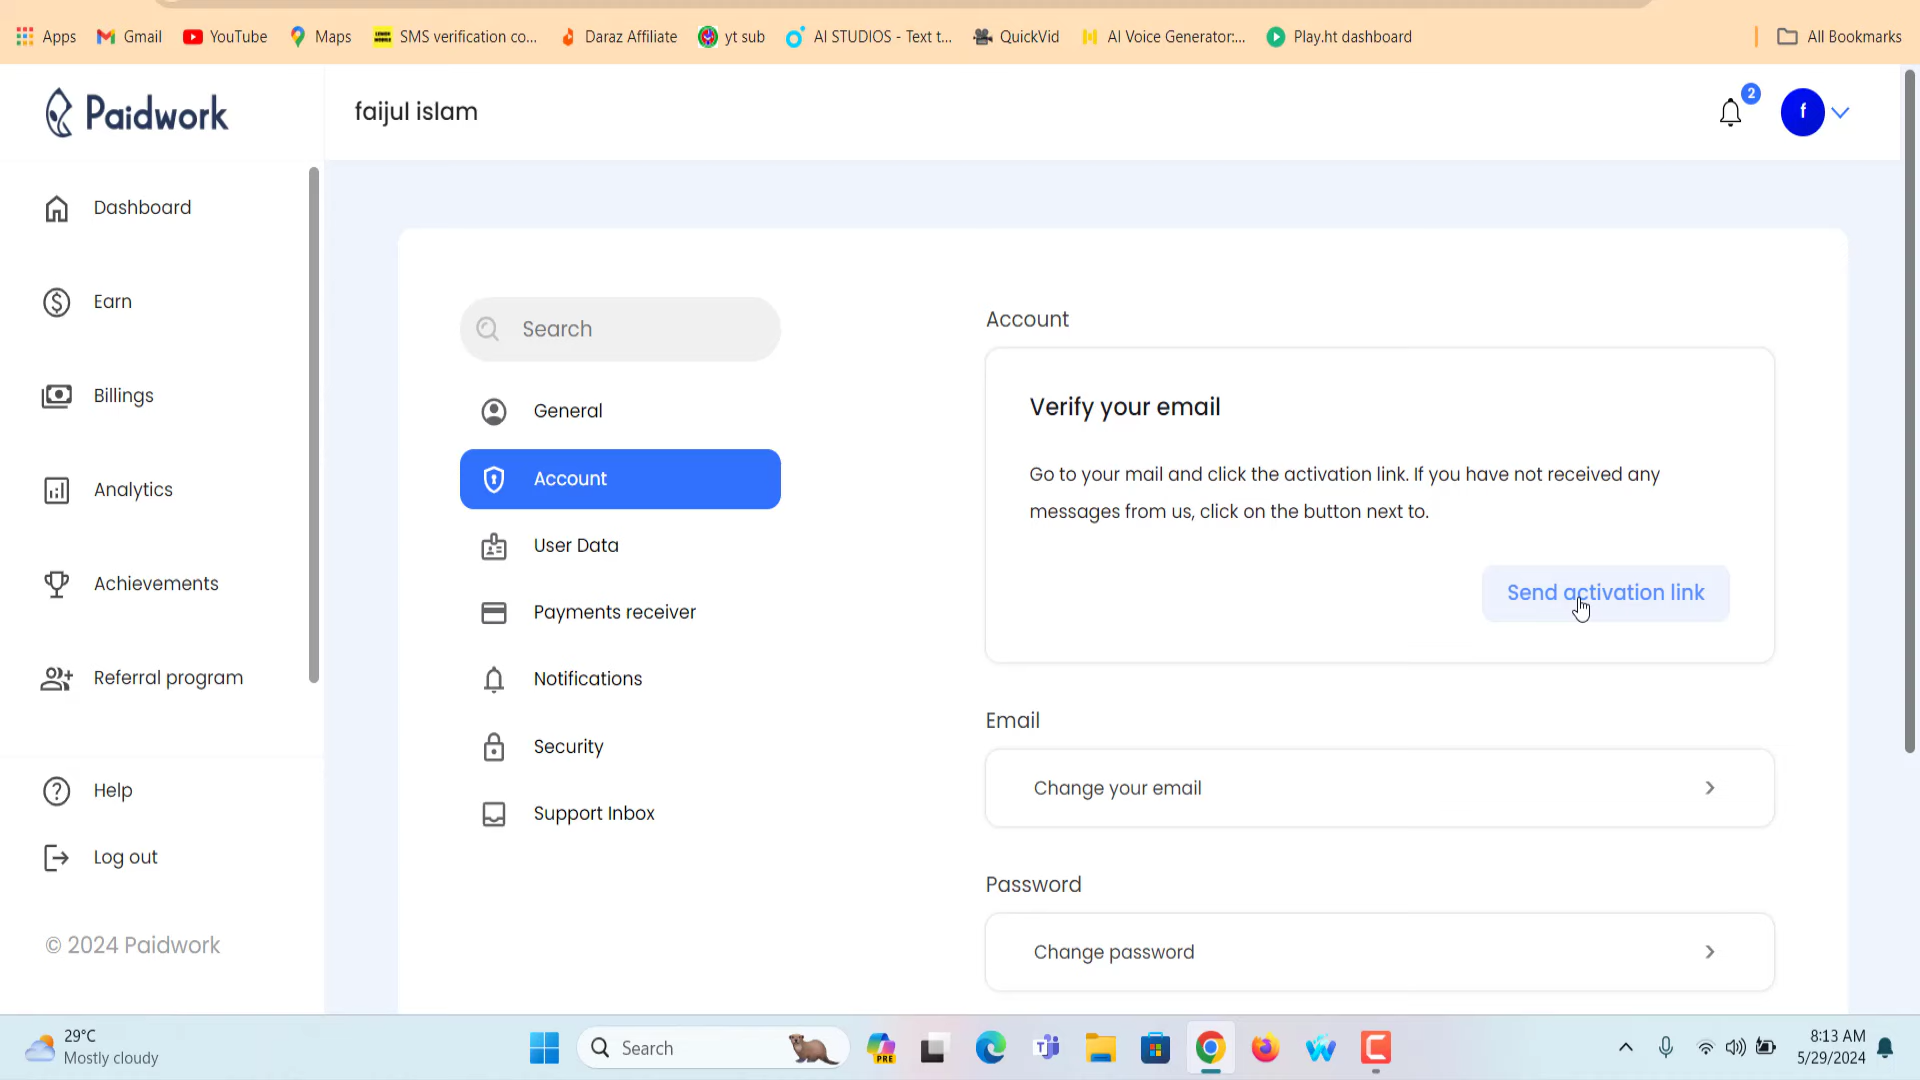 Apps Gmail YouTube Maps SMS verification co... Daraz Affiliate yt sub AI STUDIOS - Text t... QuickVid AI Voice Generator:... Play.ht dashboard All Bookmarks
Paidwork
faijul islam
2
f
Dashboard
Earn
Billings
Analytics
Achievements
Referral program
Help
Log out
© 2024 Paidwork
Search
General
Account
User Data
Payments receiver
Notifications
Security
Support Inbox
Account
Verify your email
Go to your mail and click the activation link. If you have not received any
messages from us, click on the button next to.
Send activation link
Email
Change your email
Password
Change password
29°C
Mostly cloudy
Search
PRE
8:13 AM
5/29/2024